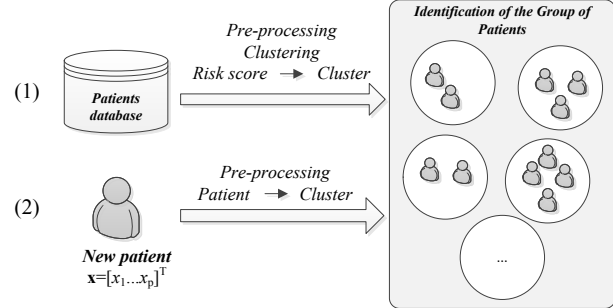 Identification of the Group of
Patients
Pre-processing
Clustering
Risk score → Cluster
(1)
Patients
database
Pre-processing
Patient → Cluster
(2)
New patient
x=[x₁...xₚ]ᵀ
...